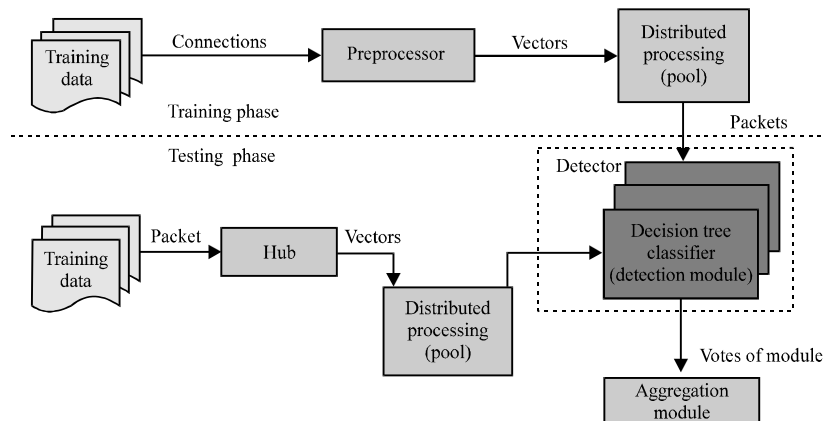 Training
data
Connections
Preprocessor
Vectors
Distributed
processing
(pool)
Training phase
Packets
Testing phase
Detector
Training
data
Packet
Hub
Vectors
Distributed
processing
(pool)
Decision tree
classifier
(detection module)
Votes of module
Aggregation
module